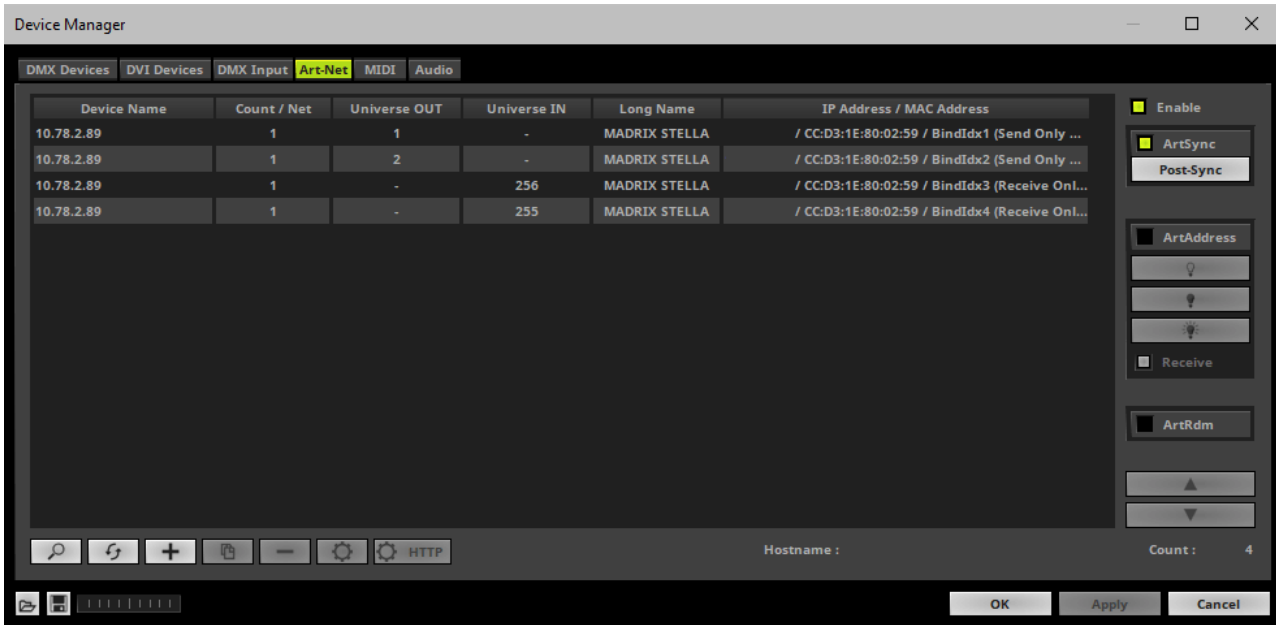 Device Manager
DMX Devices DVI Devices DMX Input Art-Net MIDI Audio
Device Name Count / Net Universe OUT Universe IN Long Name IP Address / MAC Address
10.78.2.89 1 1 - MADRIX STELLA / CC:D3:1E:80:02:59 / BindIdx1 (Send Only ...
10.78.2.89 1 2 - MADRIX STELLA / CC:D3:1E:80:02:59 / BindIdx2 (Send Only ...
10.78.2.89 1 - 256 MADRIX STELLA / CC:D3:1E:80:02:59 / BindIdx3 (Receive Onl...
10.78.2.89 1 - 255 MADRIX STELLA / CC:D3:1E:80:02:59 / BindIdx4 (Receive Onl...
Enable
ArtSync
Post-Sync
ArtAddress
Receive
ArtRdm
HTTP
Hostname :
Count : 4
OK Apply Cancel